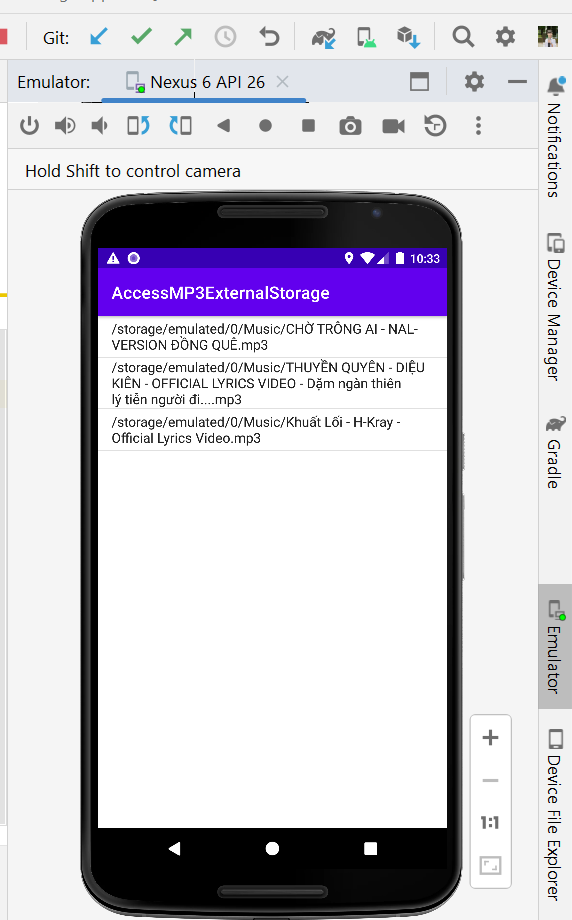 Git:
Emulator:
Nexus 6 API 26
Hold Shift to control camera
10:33
AccessMP3ExternalStorage
/storage/emulated/0/Music/CHỜ TRÔNG AI - NAL-
VERSION ĐỒNG QUÊ.mp3
/storage/emulated/0/Music/THUYỀN QUYÊN - DIỆU
KIÊN - OFFICIAL LYRICS VIDEO - Dặm ngàn thiên
lý tiễn người đi....mp3
/storage/emulated/0/Music/Khuất Lối - H-Kray -
Official Lyrics Video.mp3
1:1
Notifications
Device Manager
Gradle
Emulator
Device File Explorer